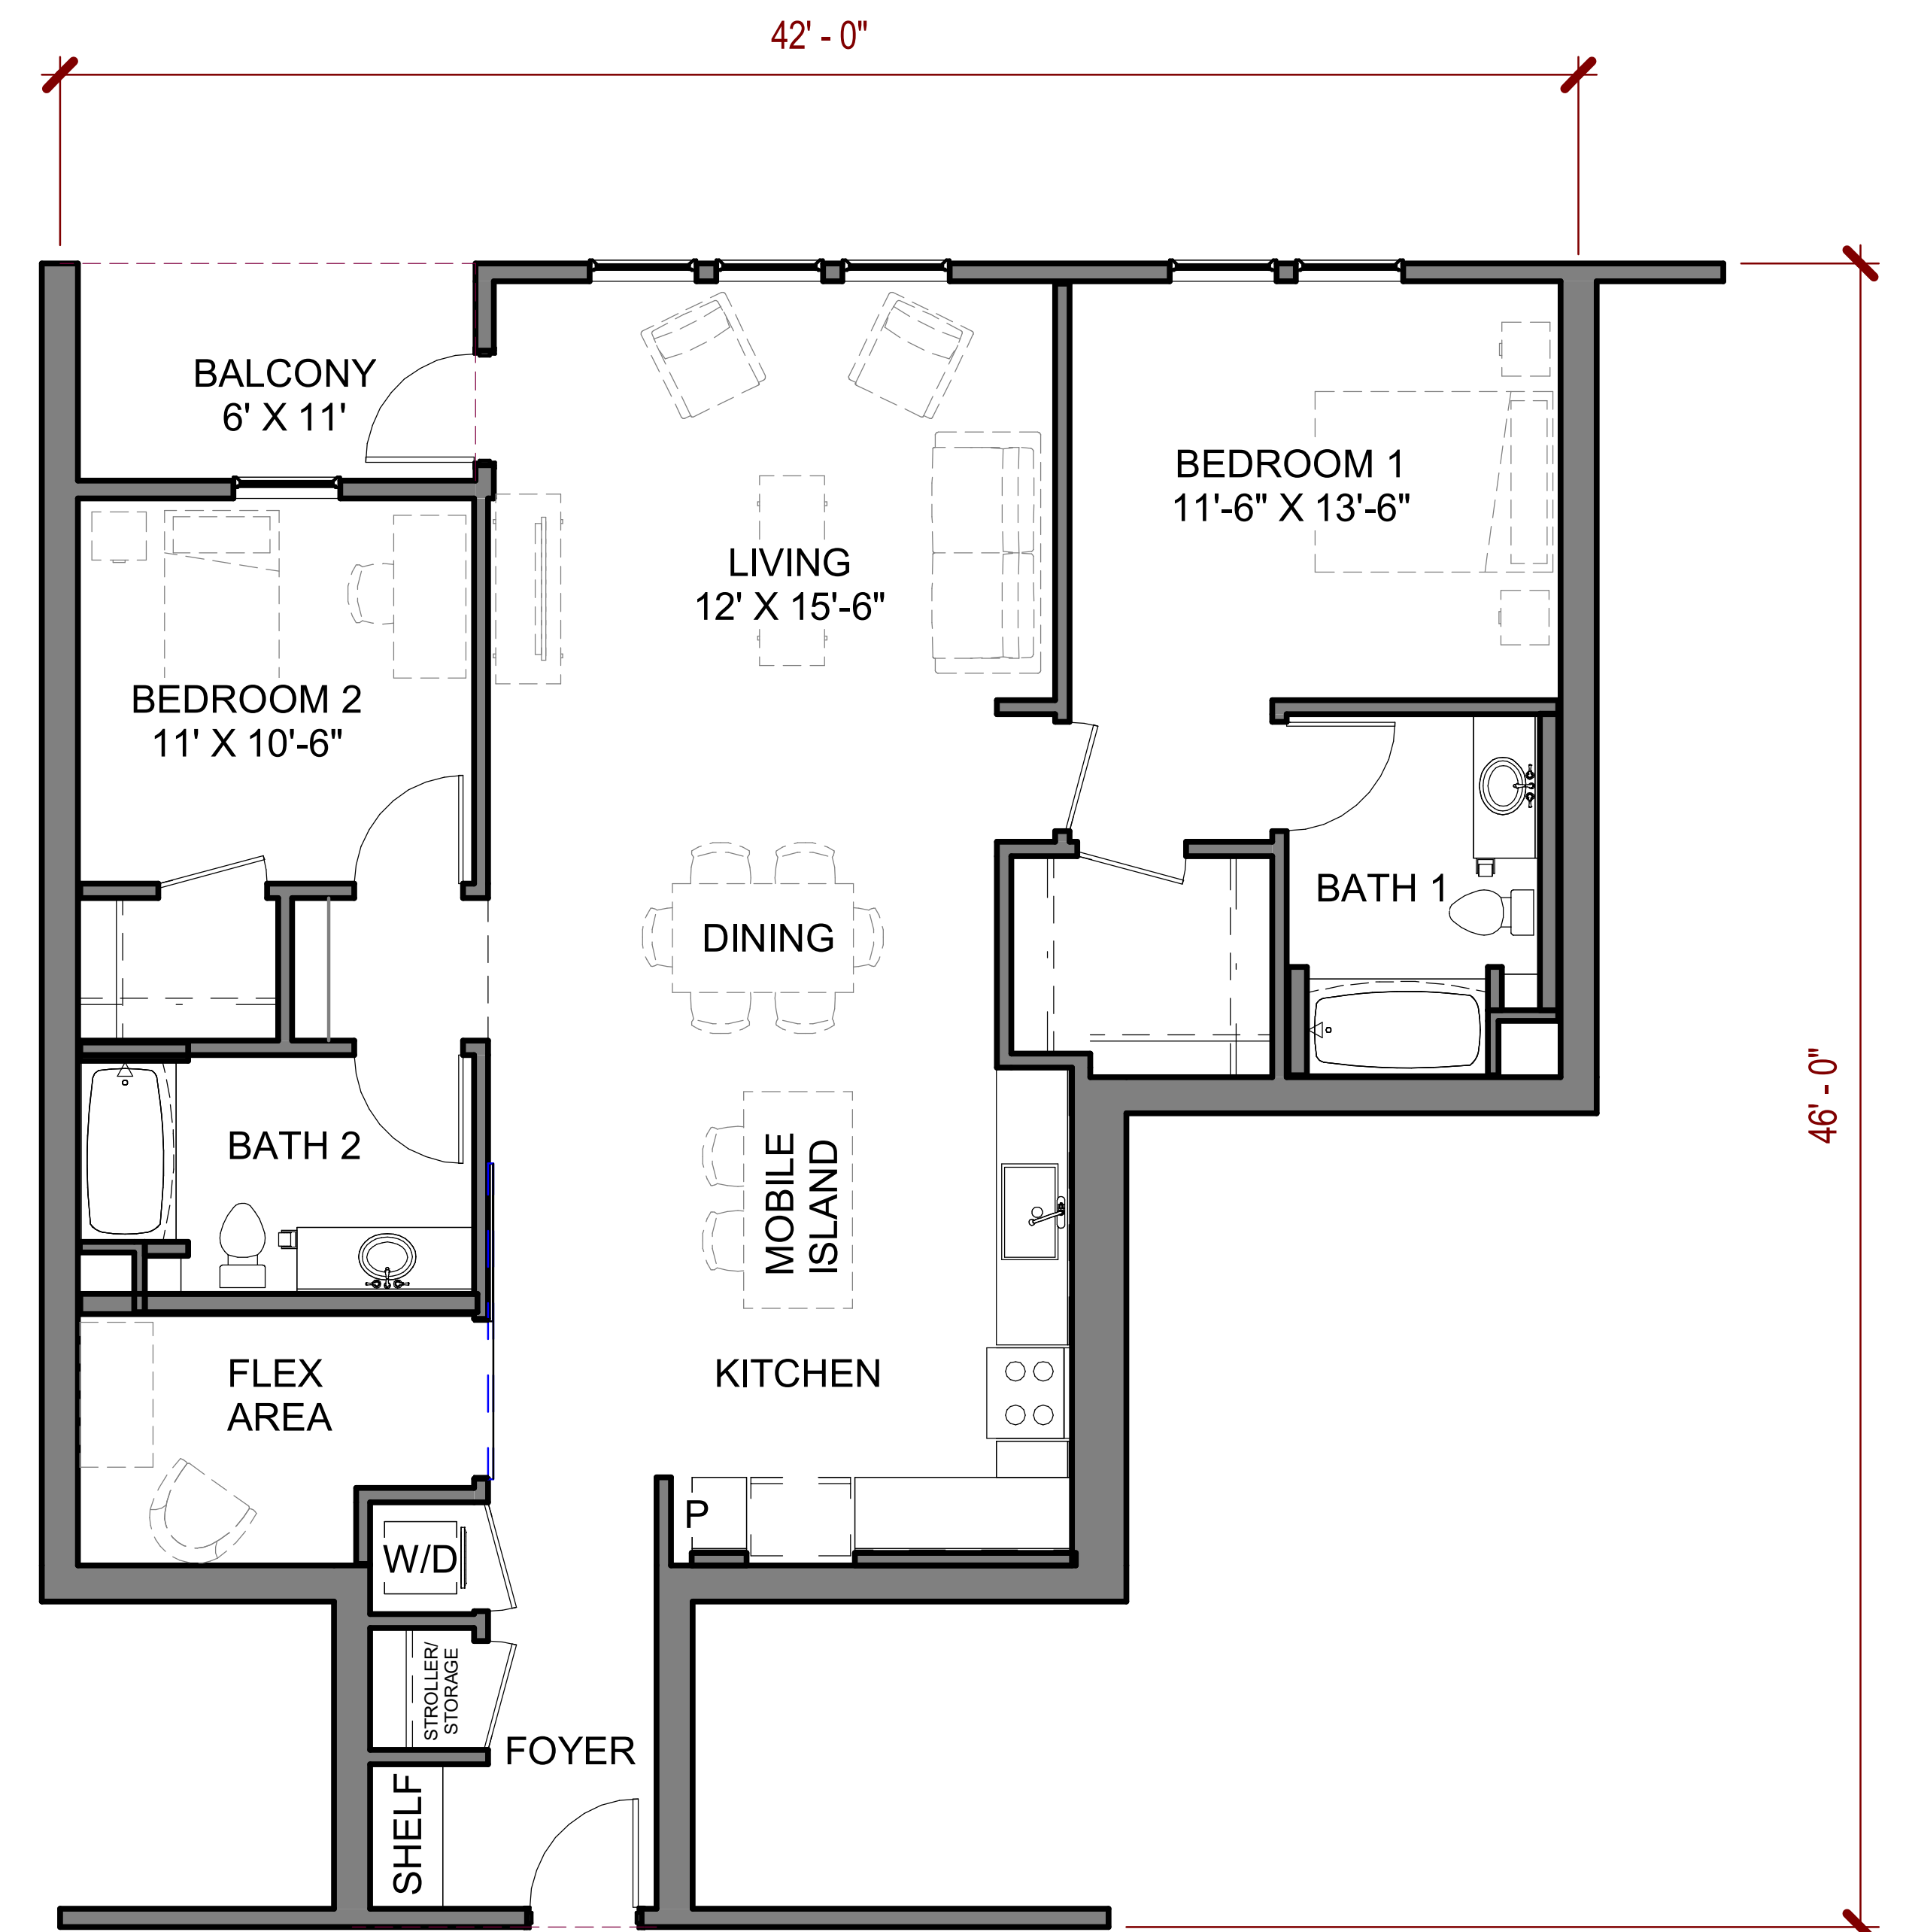 42' - 0"
BALCONY
6' X 11'
BEDROOM 1
11'-6" X 13'-6"
LIVING
12' X 15'-6"
BEDROOM 2
11' X 10'-6"
BATH 1
DINING
46' - 0"
BATH 2
MOBILE
ISLAND
FLEX
AREA
KITCHEN
P
W/D
STROLLER/
STORAGE
FOYER
SHELF